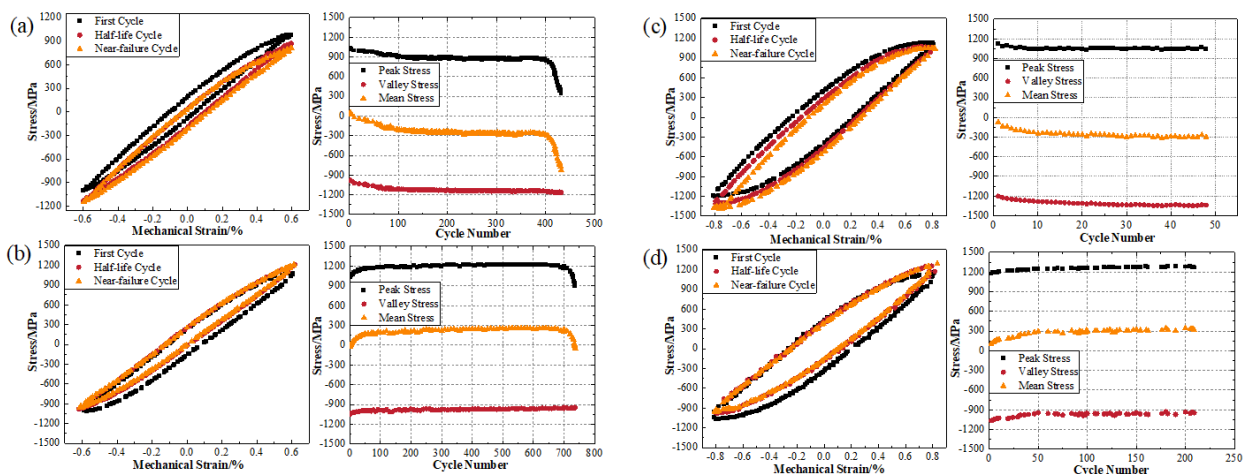 (a)
First Cycle
Half-life Cycle
Near-failure Cycle
Stress/MPa
1200
900
600
300
0
-300
-600
-900
-1200
-0.6 -0.4 -0.2 0.0 0.2 0.4 0.6
Mechanical Strain/%
Stress/MPa
1500
1200
900
600
300
0
-300
-600
-900
-1200
-1500
Peak Stress
Valley Stress
Mean Stress
0 100 200 300 400 500
Cycle Number
(b)
First Cycle
Half-life Cycle
Near-failure Cycle
Stress/MPa
1500
1200
900
600
300
0
-300
-600
-900
-1200
-1500
-0.6 -0.4 -0.2 0.0 0.2 0.4 0.6
Mechanical Strain/%
Stress/MPa
1500
1200
900
600
300
0
-300
-600
-900
-1200
-1500
Peak Stress
Valley Stress
Mean Stress
0 100 200 300 400 500 600 700 800
Cycle Number
(c)
First Cycle
Half-life Cycle
Near-failure Cycle
Stress/MPa
1500
1200
900
600
300
0
-300
-600
-900
-1200
-1500
-0.8 -0.6 -0.4 -0.2 0.0 0.2 0.4 0.6 0.8
Mechanical Strain/%
Stress/MPa
1500
1200
900
600
300
0
-300
-600
-900
-1200
-1500
Peak Stress
Valley Stress
Mean Stress
0 10 20 30 40 50
Cycle Number
(d)
First Cycle
Half-life Cycle
Near-failure Cycle
Stress/MPa
1500
1200
900
600
300
0
-300
-600
-900
-1200
-1500
-0.8 -0.6 -0.4 -0.2 0.0 0.2 0.4 0.6 0.8
Mechanical Strain/%
Stress/MPa
1500
1200
900
600
300
0
-300
-600
-900
-1200
-1500
Peak Stress
Valley Stress
Mean Stress
0 50 100 150 200 250
Cycle Number